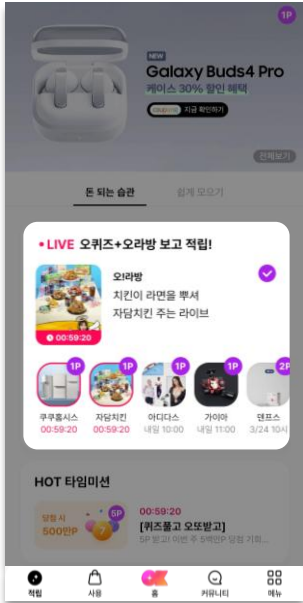 1P
NEW
Galaxy Buds4 Pro
케이스 30% 할인 혜택
지금 확인하기
전체보기
돈 되는 습관
쉽게 모으기
• LIVE 오퀴즈+오라방 보고 적립!
오!라방
치킨이 라면을 뿌셔
자담치킨 주는 라이브
00:59:20
1P 1P 1P 1P 2P
쿠쿠홈시스 자담치킨 아디다스 가이아 덴프스
00:59:20 00:59:20 내일 10:00 내일 11:00 3/24 10시
HOT 타임미션
당첨 시
500만P
5P
00:59:20
[퀴즈풀고 오또받고]
5P 받고! 이번 주 5백만P 당첨 기회...
적립 사용 홈 커뮤니티 메뉴